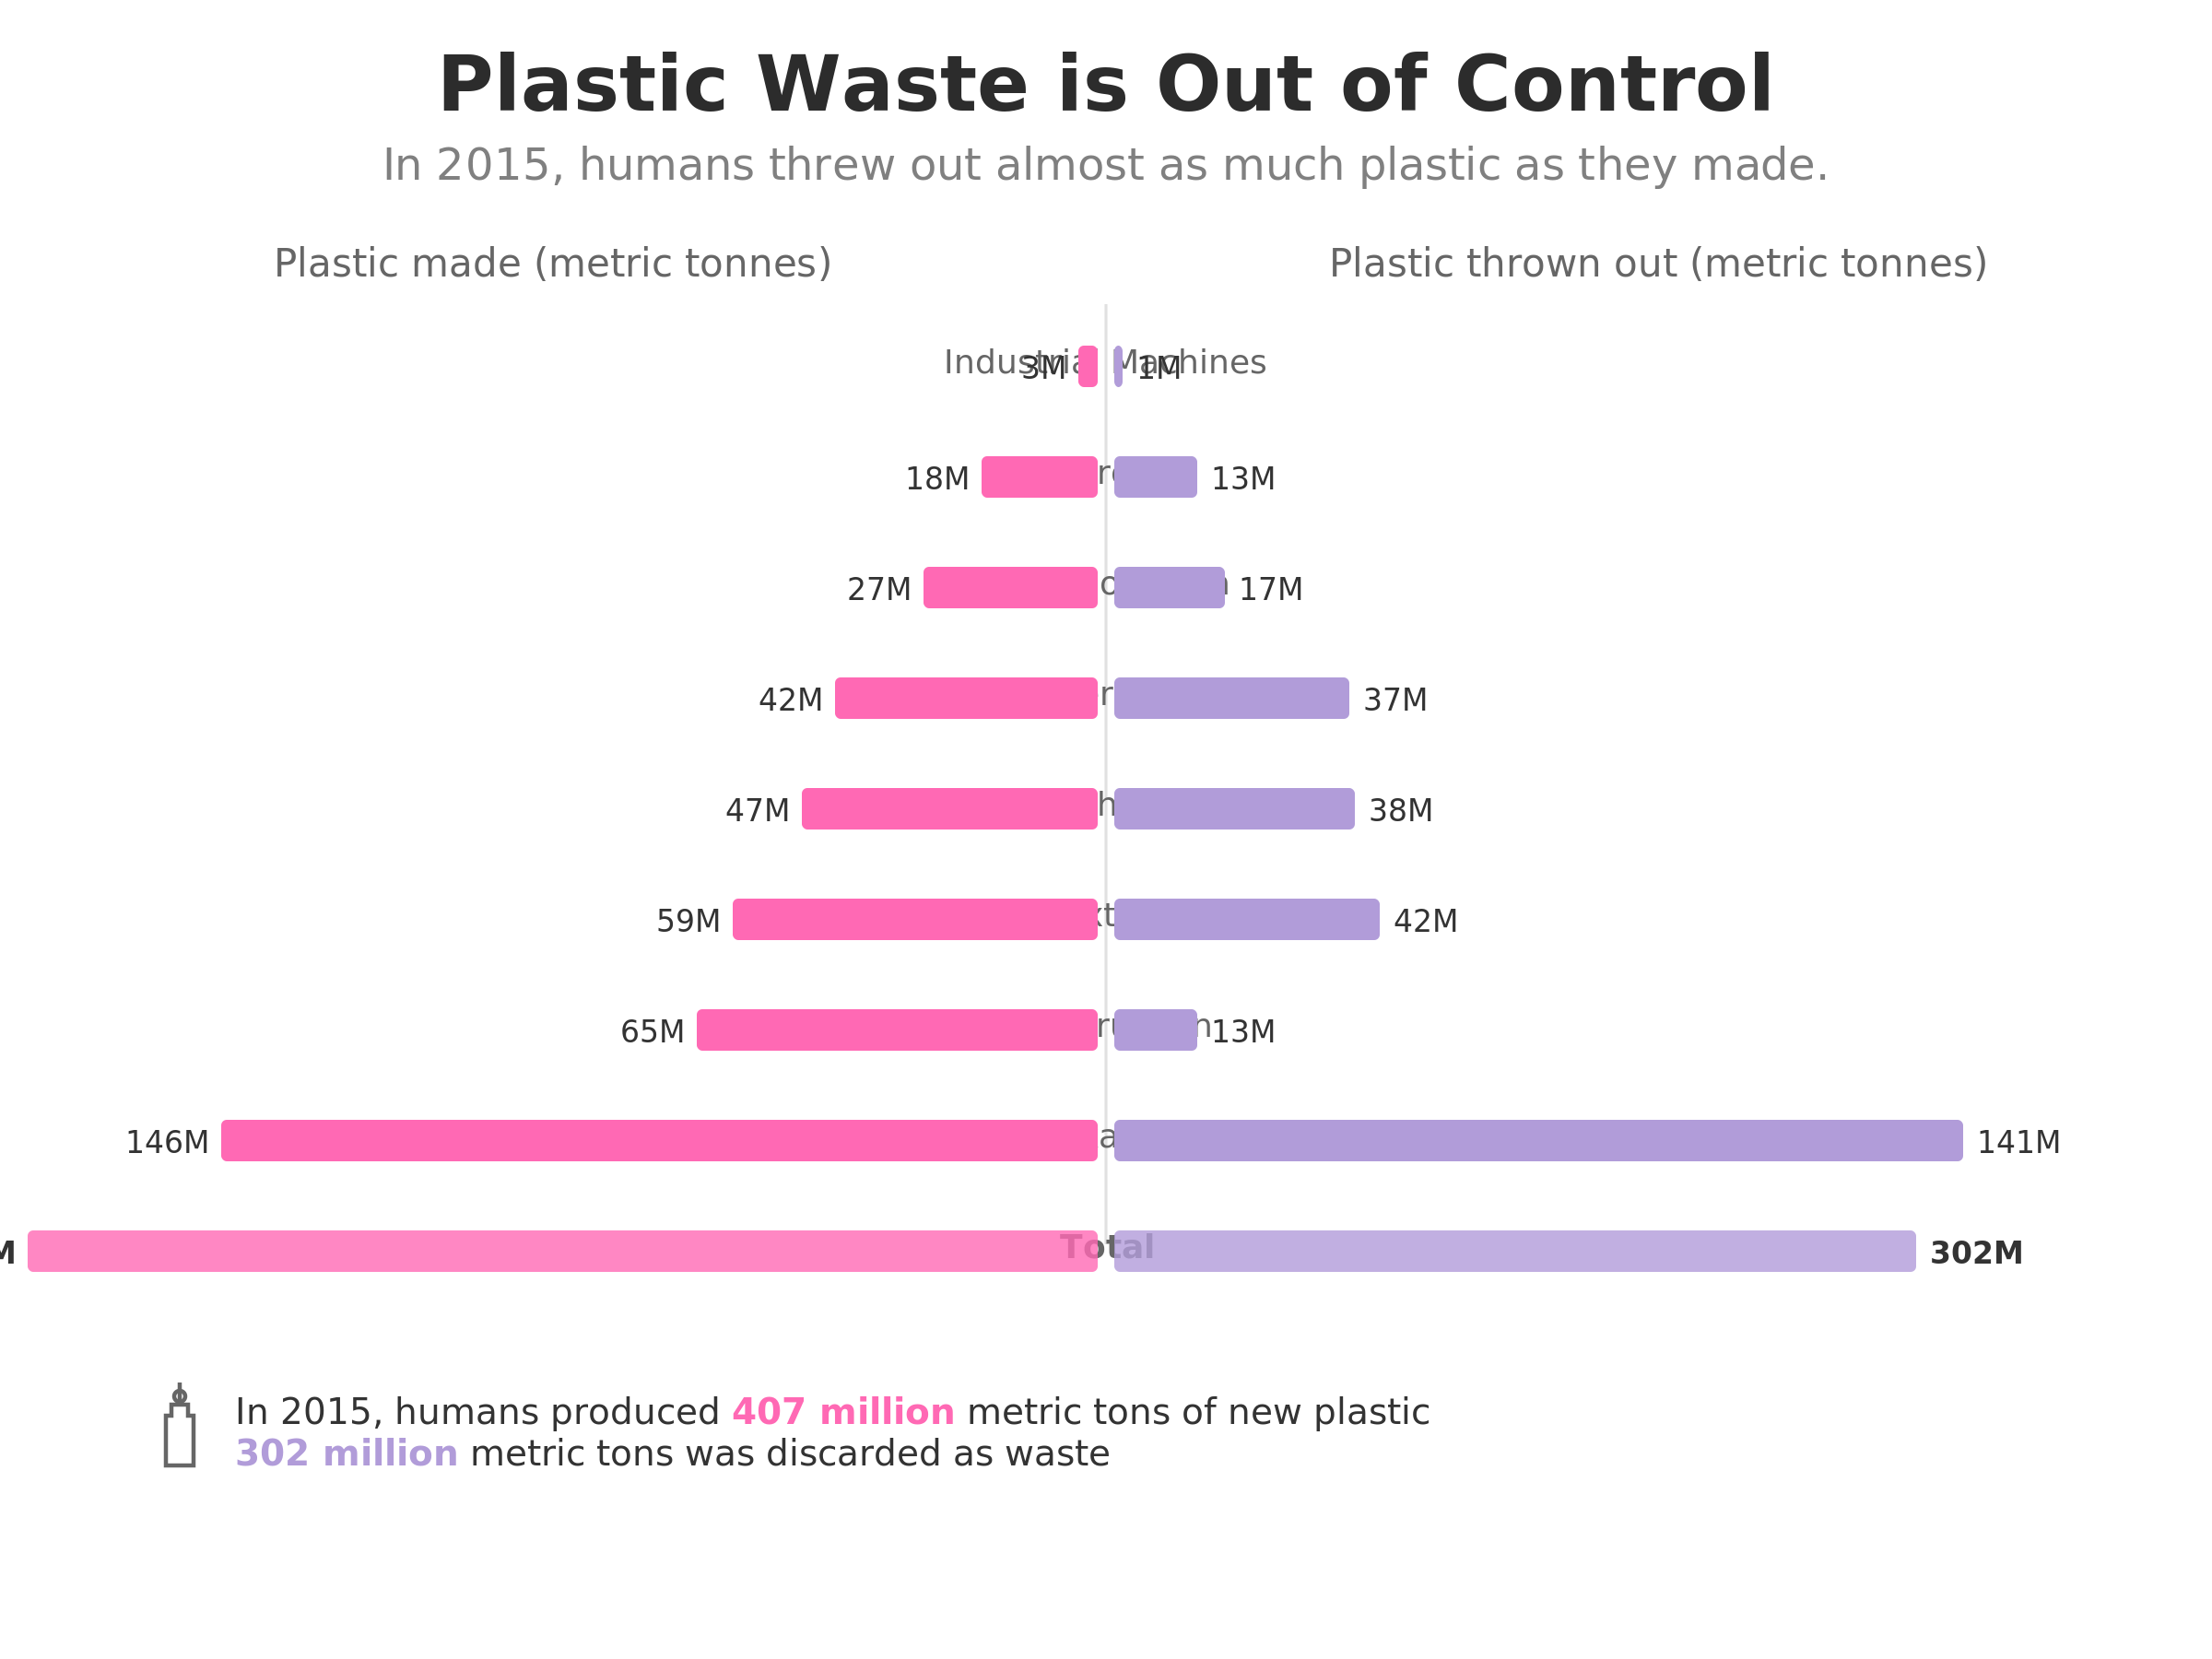 Plastic Waste is Out of Control
In 2015, humans threw out almost as much plastic as they made.
Plastic made (metric tonnes) Plastic thrown out (metric tonnes)
Industrial Machines
3M 1M
18M 13M
27M 17M
42M 37M
47M 38M
59M 42M
65M 13M
146M 141M
Total 302M
In 2015, humans produced 407 million metric tons of new plastic
302 million metric tons was discarded as waste